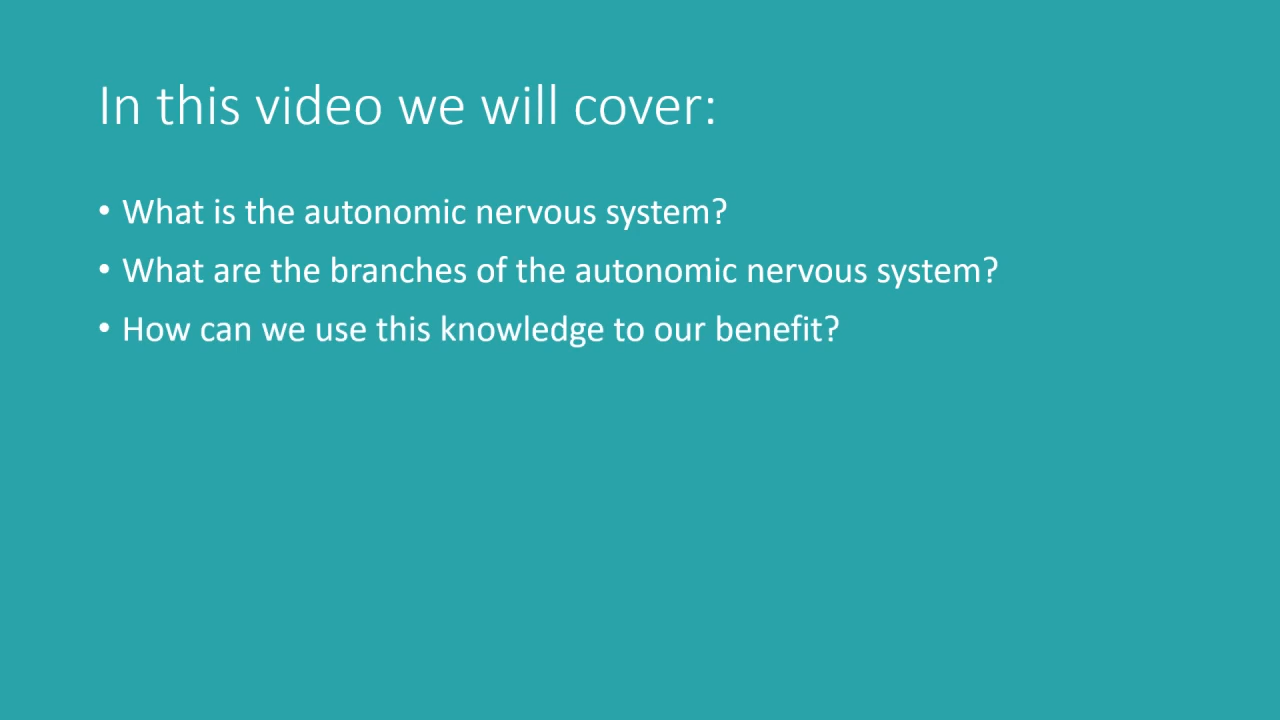 In this video we will cover:
• What is the autonomic nervous system?
• What are the branches of the autonomic nervous system?
• How can we use this knowledge to our benefit?